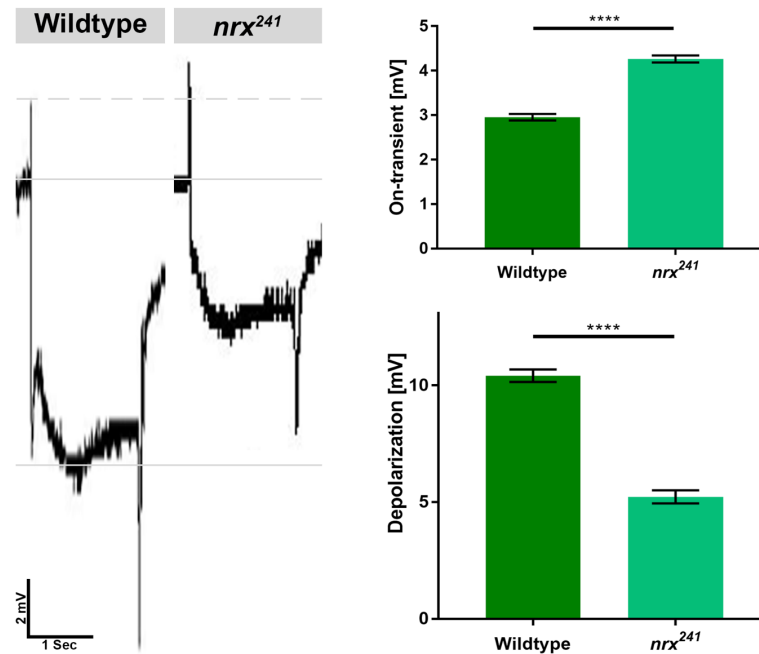 Wildtype
nrx241
2 mV
1 Sec
****
On-transient [mV]
5
4
3
2
1
0
Wildtype
nrx241
****
Depolarization [mV]
10
5
0
Wildtype
nrx241